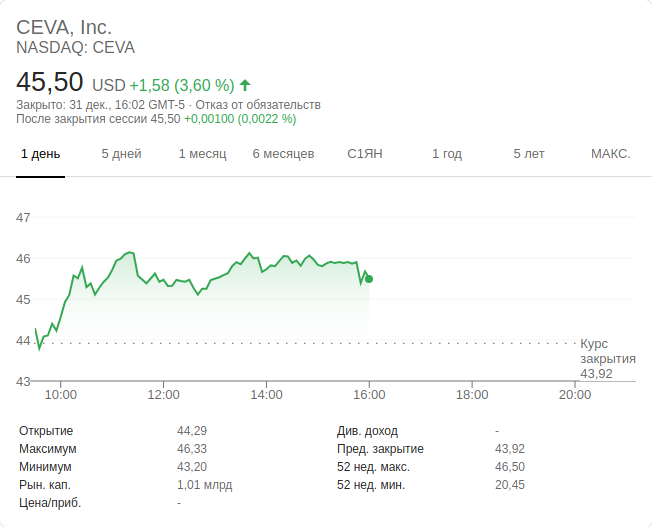 CEVA, Inc.
NASDAQ: CEVA
45,50 USD +1,58 (3,60 %)
Закрыто: 31 дек., 16:02 GMT-5 · Отказ от обязательств
После закрытия сессии 45,50 +0,00100 (0,0022 %)
1 день 5 дней 1 месяц 6 месяцев С1ЯН 1 год 5 лет МАКС.
47
46
45
44
Курс
закрытия
43,92
43
10:00 12:00 14:00 16:00 18:00 20:00
Открытие 44,29 Див. доход -
Максимум 46,33 Пред. закрытие 43,92
Минимум 43,20 52 нед. макс. 46,50
Рын. кап. 1,01 млрд 52 нед. мин. 20,45
Цена/приб. -